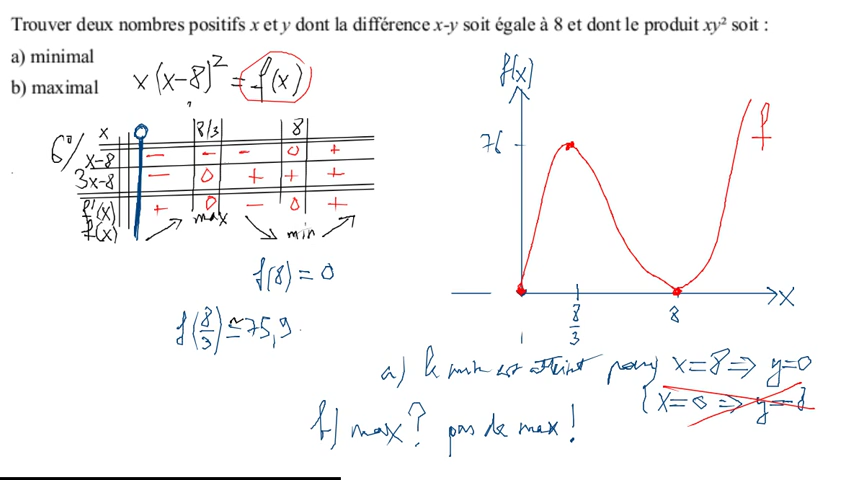 Trouver deux nombres positifs x et y dont la différence x-y soit égale à 8 et dont le produit xy² soit :
a) minimal
b) maximal
x(x-8)² = f(x)
6°/ x 8/3 8
x-8 - - - 0 +
3x-8 - 0 + + +
f'(x) + 0 - 0 +
f(x) max min
f(8) = 0
f(8/3) ≃ 75,9
f(x)
76
f
8/3
8
x
a) le min est atteint pour x=8 ⇒ y=0
{ x=0 ⇒ y=8
b) max? pas de max!